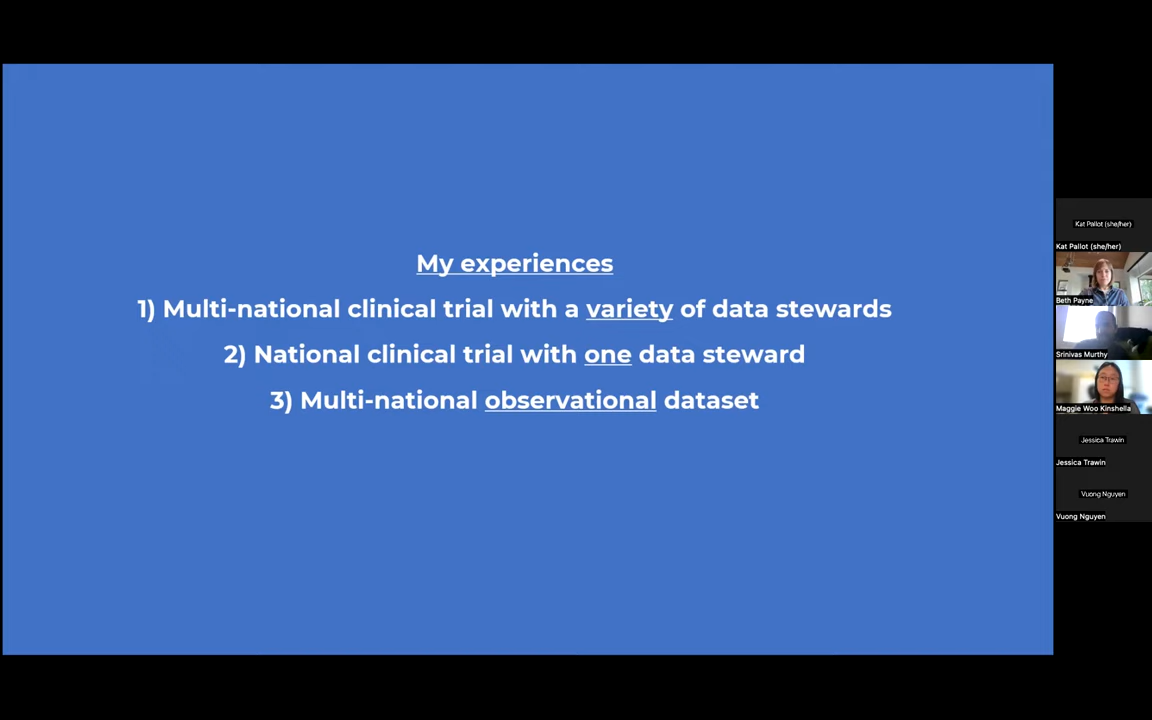 My experiences
1) Multi-national clinical trial with a variety of data stewards
2) National clinical trial with one data steward
3) Multi-national observational dataset
Kat Pallot (she/her)
Kat Pallot (she/her)
Beth Payne
Srinivas Murthy
Maggie Woo Kinshella
Jessica Trawin
Jessica Trawin
Vuong Nguyen
Vuong Nguyen